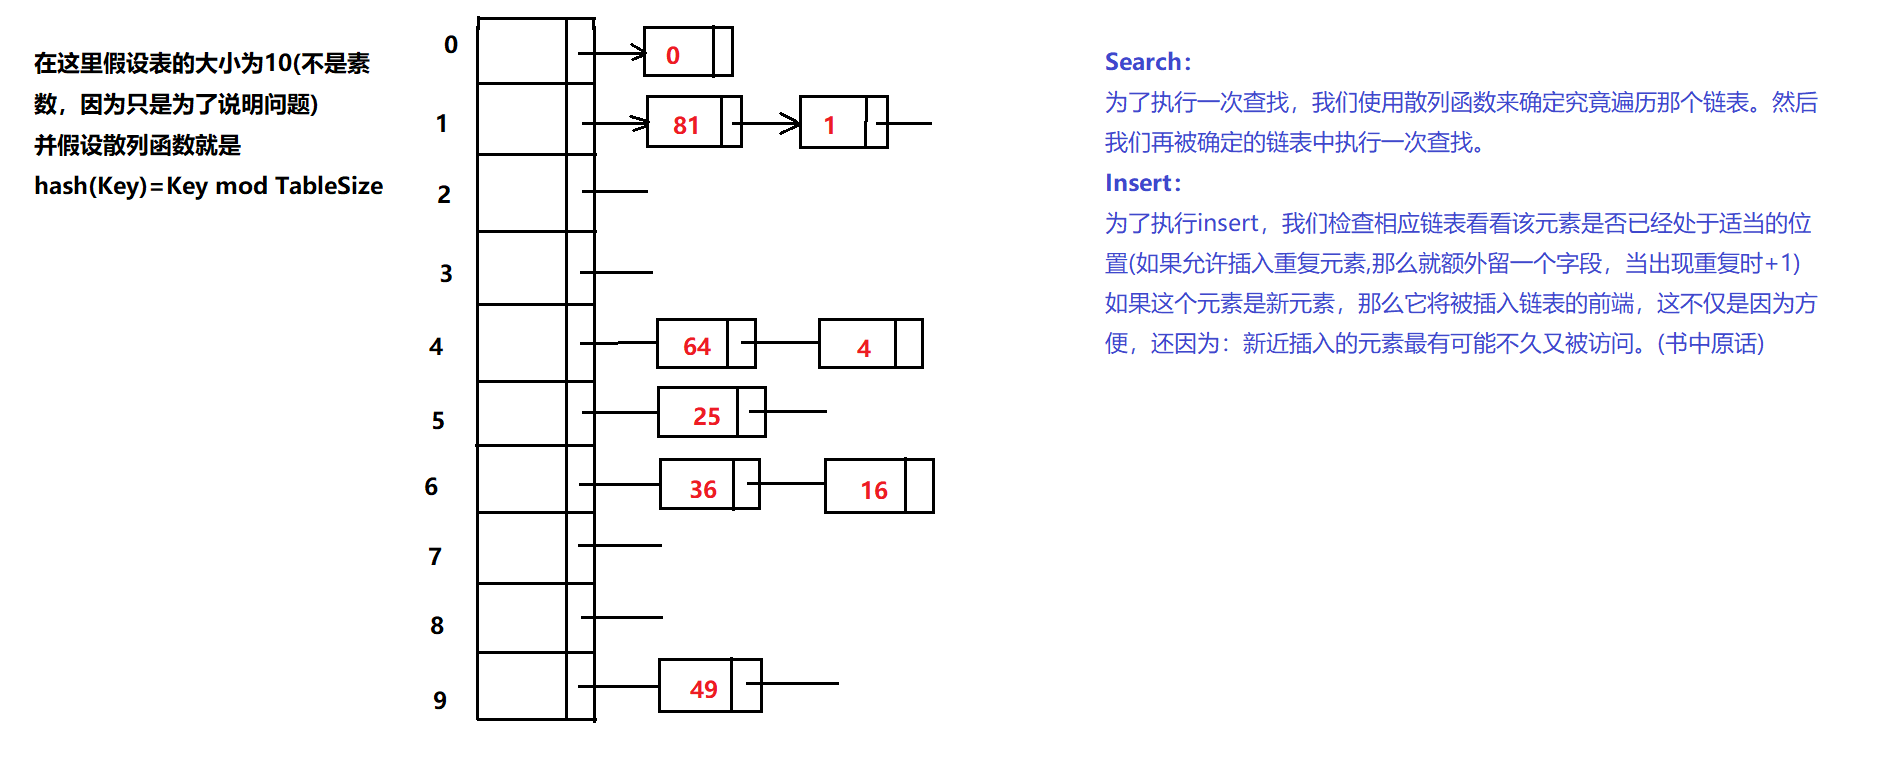 在这里假设表的大小为10(不是素
数，因为只是为了说明问题)
并假设散列函数就是
hash(Key)=Key mod TableSize
0
0
1
81
1
2
3
4
64
4
5
25
6
36
16
7
8
9
49
Search：
为了执行一次查找，我们使用散列函数来确定究竟遍历那个链表。然后
我们再被确定的链表中执行一次查找。
Insert：
为了执行insert，我们检查相应链表看看该元素是否已经处于适当的位
置(如果允许插入重复元素,那么就额外留一个字段，当出现重复时+1)
如果这个元素是新元素，那么它将被插入链表的前端，这不仅是因为方
便，还因为：新近插入的元素最有可能不久又被访问。(书中原话)